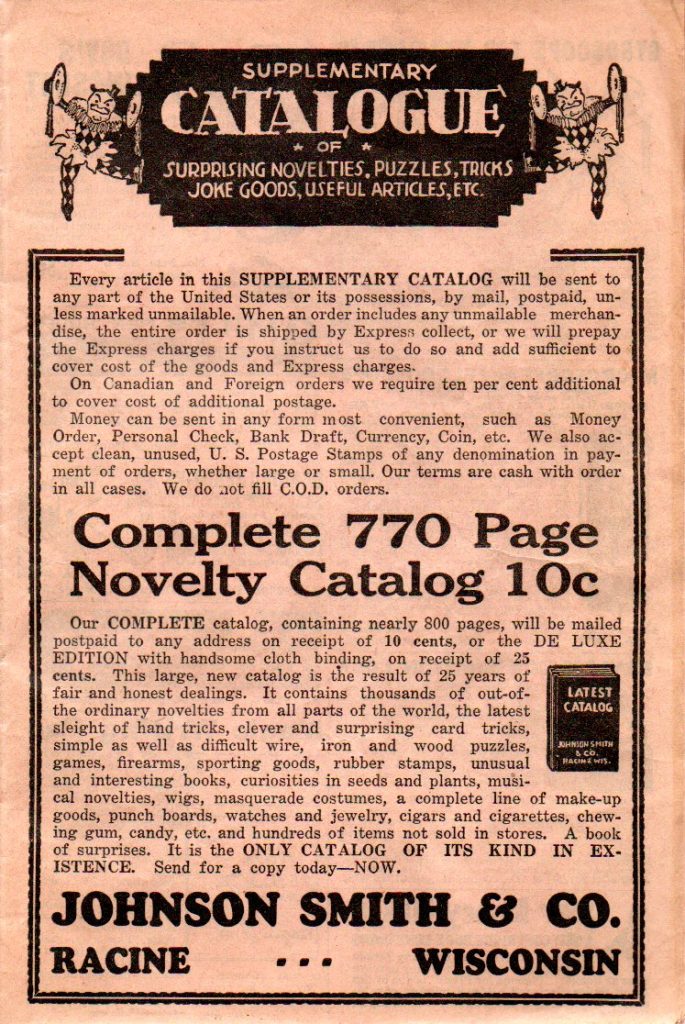 SUPPLEMENTARY
CATALOGUE
★ OF ★
SURPRISING NOVELTIES, PUZZLES, TRICKS
JOKE GOODS, USEFUL ARTICLES, ETC.
Every article in this SUPPLEMENTARY CATALOG will be sent to
any part of the United States or its possessions, by mail, postpaid, un-
less marked unmailable. When an order includes any unmailable merchan-
dise, the entire order is shipped by Express collect, or we will prepay
the Express charges if you instruct us to do so and add sufficient to
cover cost of the goods and Express charges.
On Canadian and Foreign orders we require ten per cent additional
to cover cost of additional postage.
Money can be sent in any form most convenient, such as Money
Order, Personal Check, Bank Draft, Currency, Coin, etc. We also ac-
cept clean, unused, U. S. Postage Stamps of any denomination in pay-
ment of orders, whether large or small. Our terms are cash with order
in all cases. We do not fill C.O.D. orders.
Complete 770 Page
Novelty Catalog 10c
Our COMPLETE catalog, containing nearly 800 pages, will be mailed
postpaid to any address on receipt of 10 cents, or the DE LUXE
EDITION with handsome cloth binding, on receipt of 25
cents. This large, new catalog is the result of 25 years of
fair and honest dealings. It contains thousands of out-of-
the ordinary novelties from all parts of the world, the latest
sleight of hand tricks, clever and surprising card tricks,
simple as well as difficult wire, iron and wood puzzles,
games, firearms, sporting goods, rubber stamps, unusual
and interesting books, curiosities in seeds and plants, musi-
cal novelties, wigs, masquerade costumes, a complete line of make-up
goods, punch boards, watches and jewelry, cigars and cigarettes, chew-
ing gum, candy, etc. and hundreds of items not sold in stores. A book
of surprises. It is the ONLY CATALOG OF ITS KIND IN EX-
ISTENCE. Send for a copy today—NOW.
LATEST
CATALOG
JOHNSON SMITH
& CO.
RACINE WIS.
JOHNSON SMITH & CO.
RACINE ... WISCONSIN